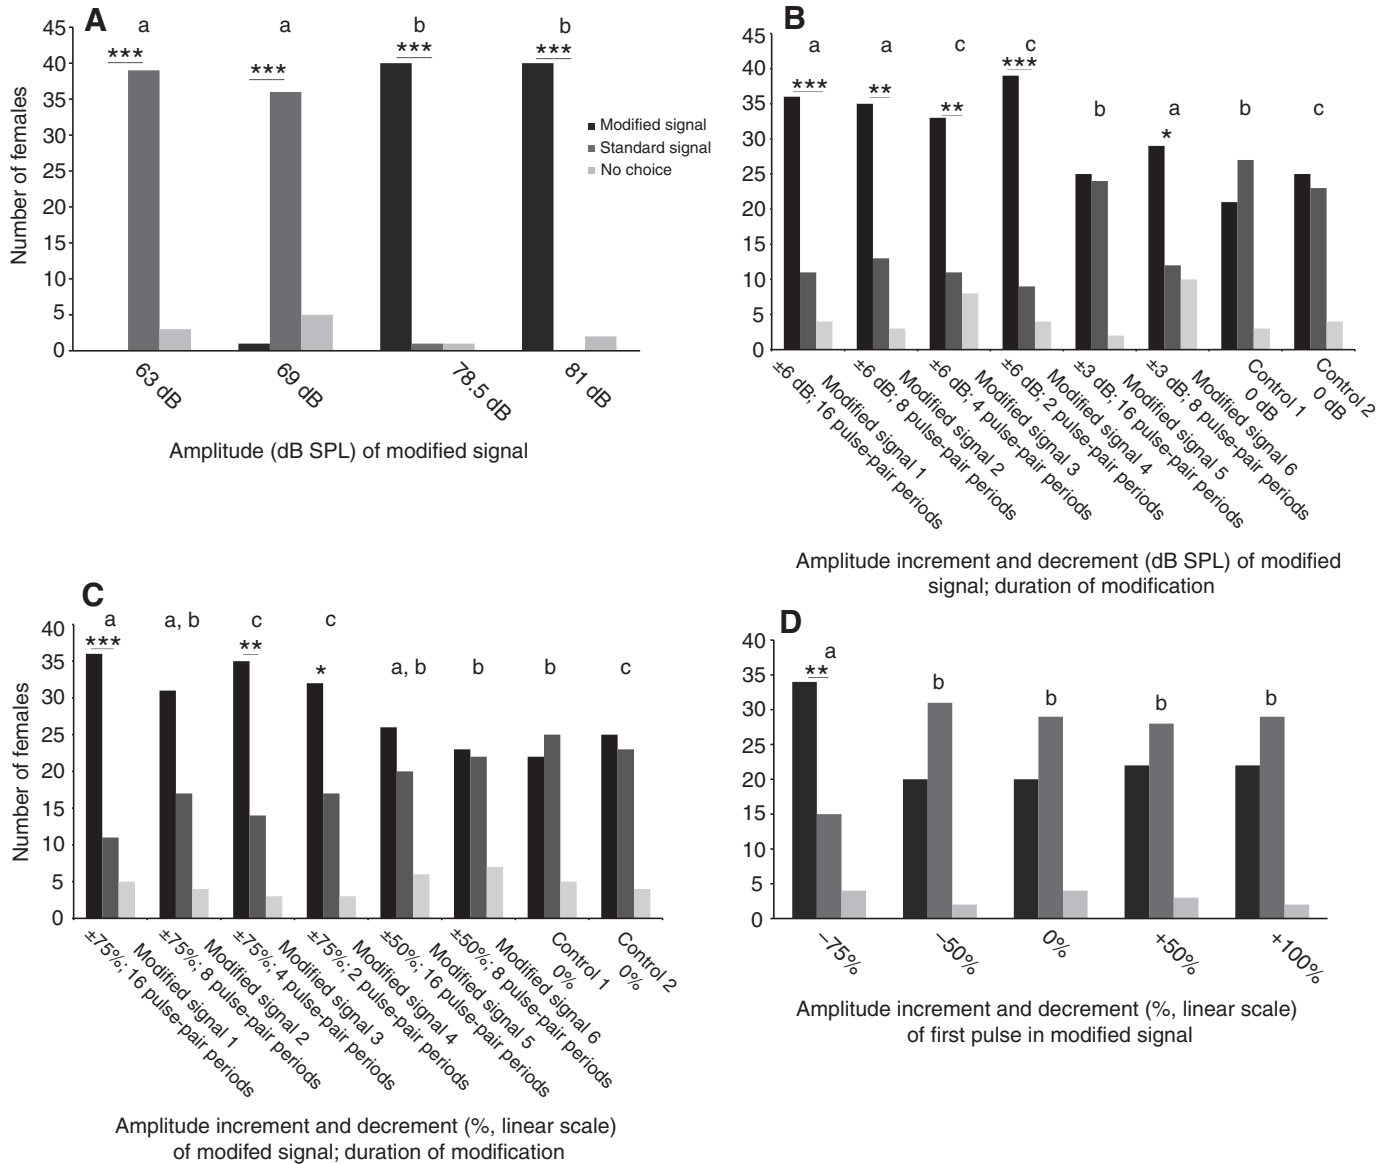 A
a
a
b
b
***
***
***
***
Number of females
45
40
35
30
25
20
15
10
5
0
Modified signal
Standard signal
No choice
63 dB
69 dB
78.5 dB
81 dB
Amplitude (dB SPL) of modified signal
B
a
a
c
c
b
a
b
c
***
**
**
***
*
45
40
35
30
25
20
15
10
5
0
Modified signal 1
±6 dB; 16 pulse-pair periods
Modified signal 2
±6 dB; 8 pulse-pair periods
Modified signal 3
±6 dB; 4 pulse-pair periods
Modified signal 4
±6 dB; 2 pulse-pair periods
Modified signal 5
±3 dB; 16 pulse-pair periods
Modified signal 6
±3 dB; 8 pulse-pair periods
Control 1
0 dB
Control 2
0 dB
Amplitude increment and decrement (dB SPL) of modified
signal; duration of modification
C
a
a, b
c
c
a, b
b
b
c
***
**
*
Number of females
40
35
30
25
20
15
10
5
0
Modified signal 1
±75%; 16 pulse-pair periods
Modified signal 2
±75%; 8 pulse-pair periods
Modified signal 3
±75%; 4 pulse-pair periods
Modified signal 4
±75%; 2 pulse-pair periods
Modified signal 5
±50%; 16 pulse-pair periods
Modified signal 6
±50%; 8 pulse-pair periods
Control 1
0%
Control 2
0%
Amplitude increment and decrement (%, linear scale)
of modifed signal; duration of modification
D
a
b
b
b
b
**
40
35
30
25
20
15
10
5
0
–75%
–50%
0%
+50%
+100%
Amplitude increment and decrement (%, linear scale)
of first pulse in modified signal